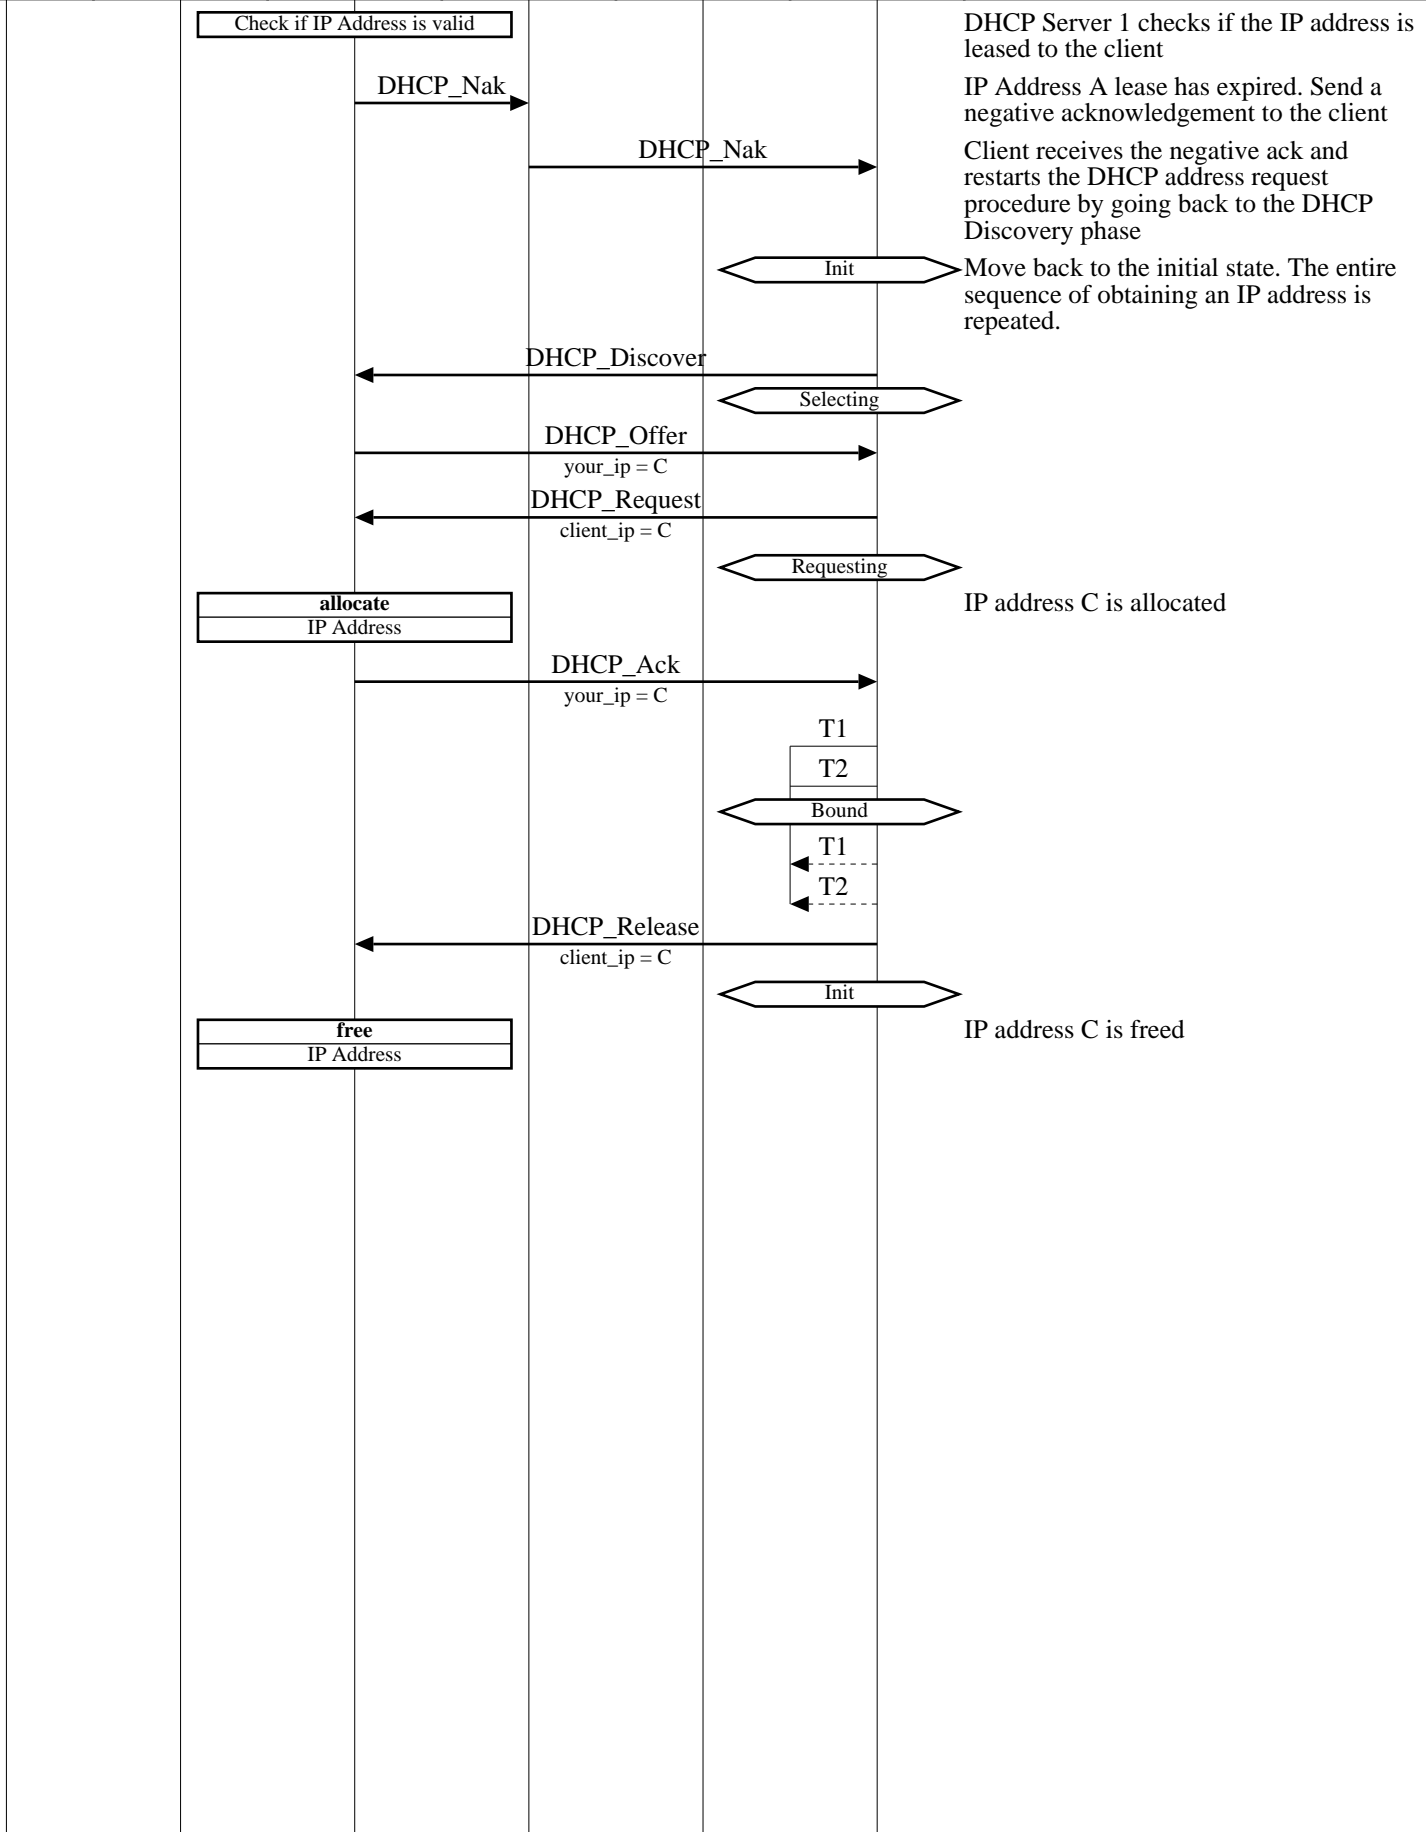 Check if IP Address is valid
DHCP Server 1 checks if the IP address is
leased to the client
DHCP_Nak
IP Address A lease has expired. Send a
negative acknowledgement to the client
DHCP_Nak
Client receives the negative ack and
restarts the DHCP address request
procedure by going back to the DHCP
Discovery phase
Init
Move back to the initial state. The entire
sequence of obtaining an IP address is
repeated.
DHCP_Discover
Selecting
DHCP_Offer
your_ip = C
DHCP_Request
client_ip = C
Requesting
allocate
IP Address
IP address C is allocated
DHCP_Ack
your_ip = C
T1
T2
Bound
T1
T2
DHCP_Release
client_ip = C
Init
free
IP Address
IP address C is freed